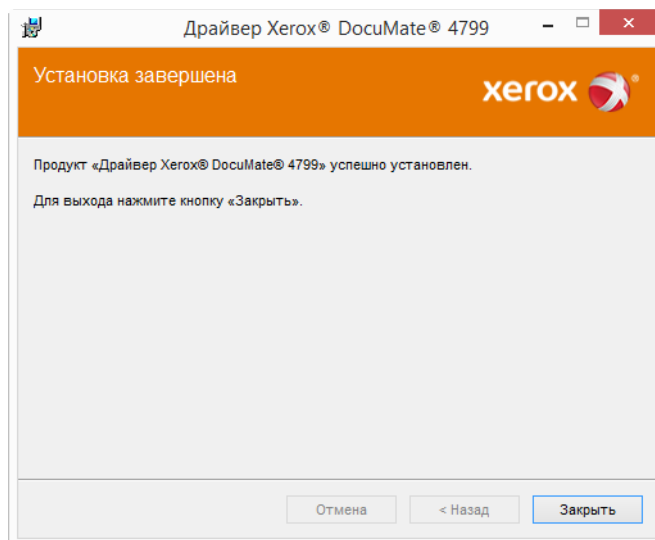 Драйвер Xerox® DocuMate® 4799
Установка завершена
xerox
Продукт «Драйвер Xerox® DocuMate® 4799» успешно установлен.
Для выхода нажмите кнопку «Закрыть».
Отмена
< Назад
Закрыть